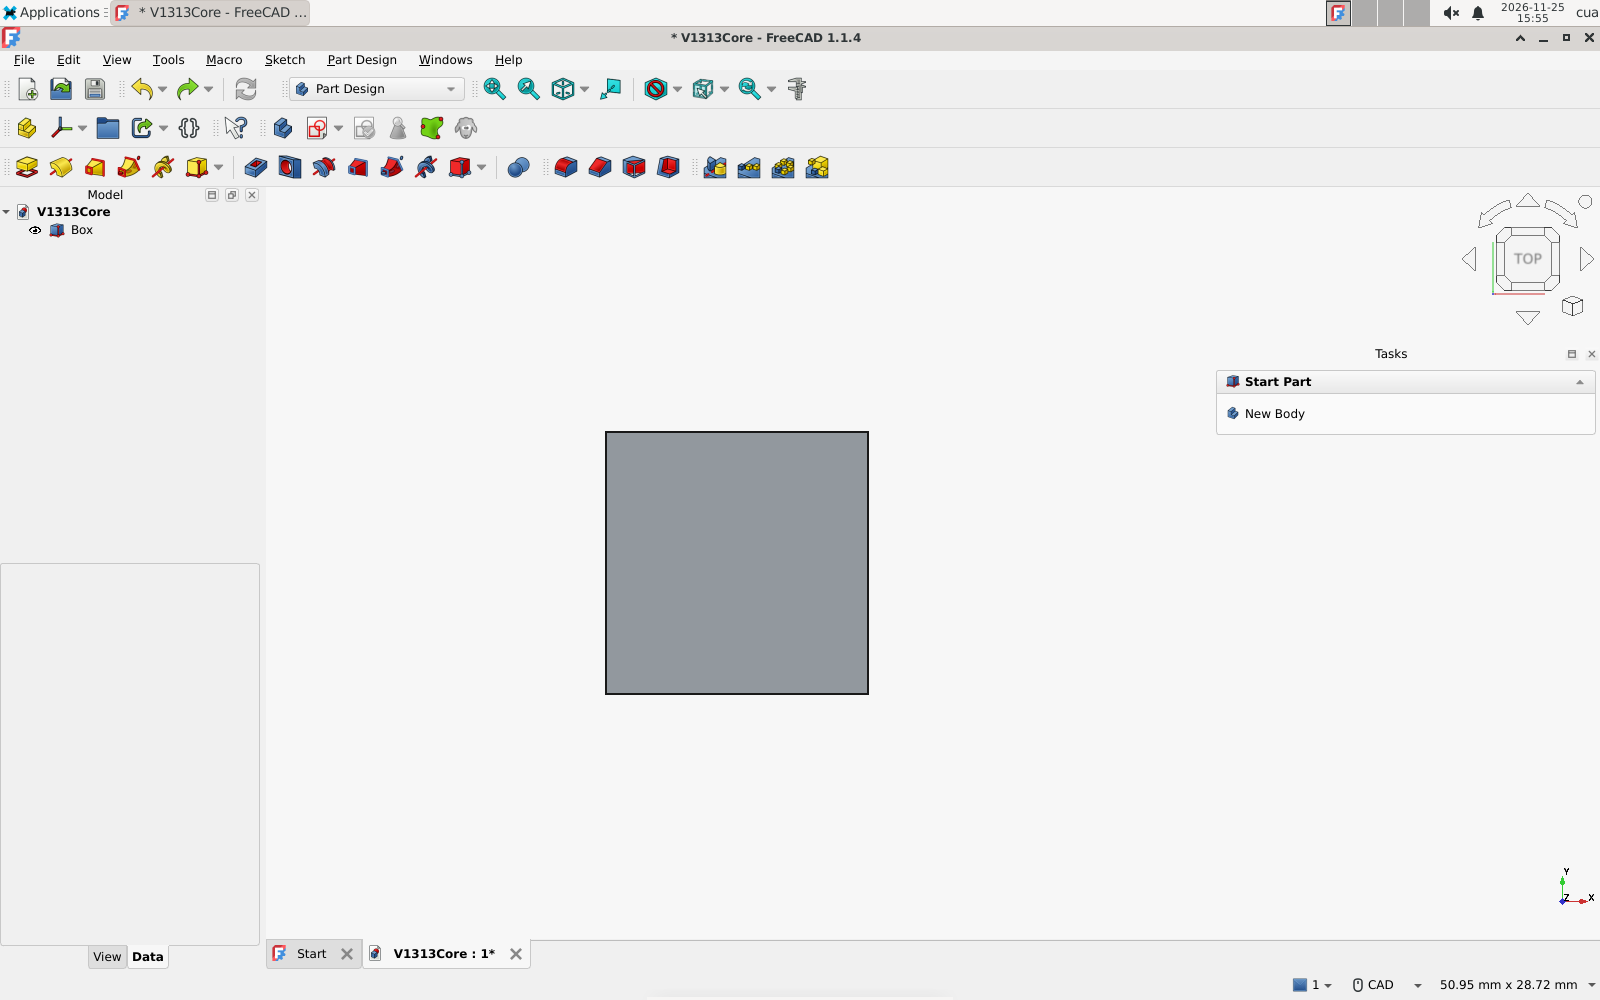 Applications
* V1313Core - FreeCAD ...
2026-11-25
15:55
cua
* V1313Core - FreeCAD 1.1.4
File Edit View Tools Macro Sketch Part Design Windows Help
Part Design
Model
V1313Core
Box
TOP
Tasks
Start Part
New Body
Y
Z
X
View Data
Start
V1313Core : 1*
1
CAD
50.95 mm x 28.72 mm